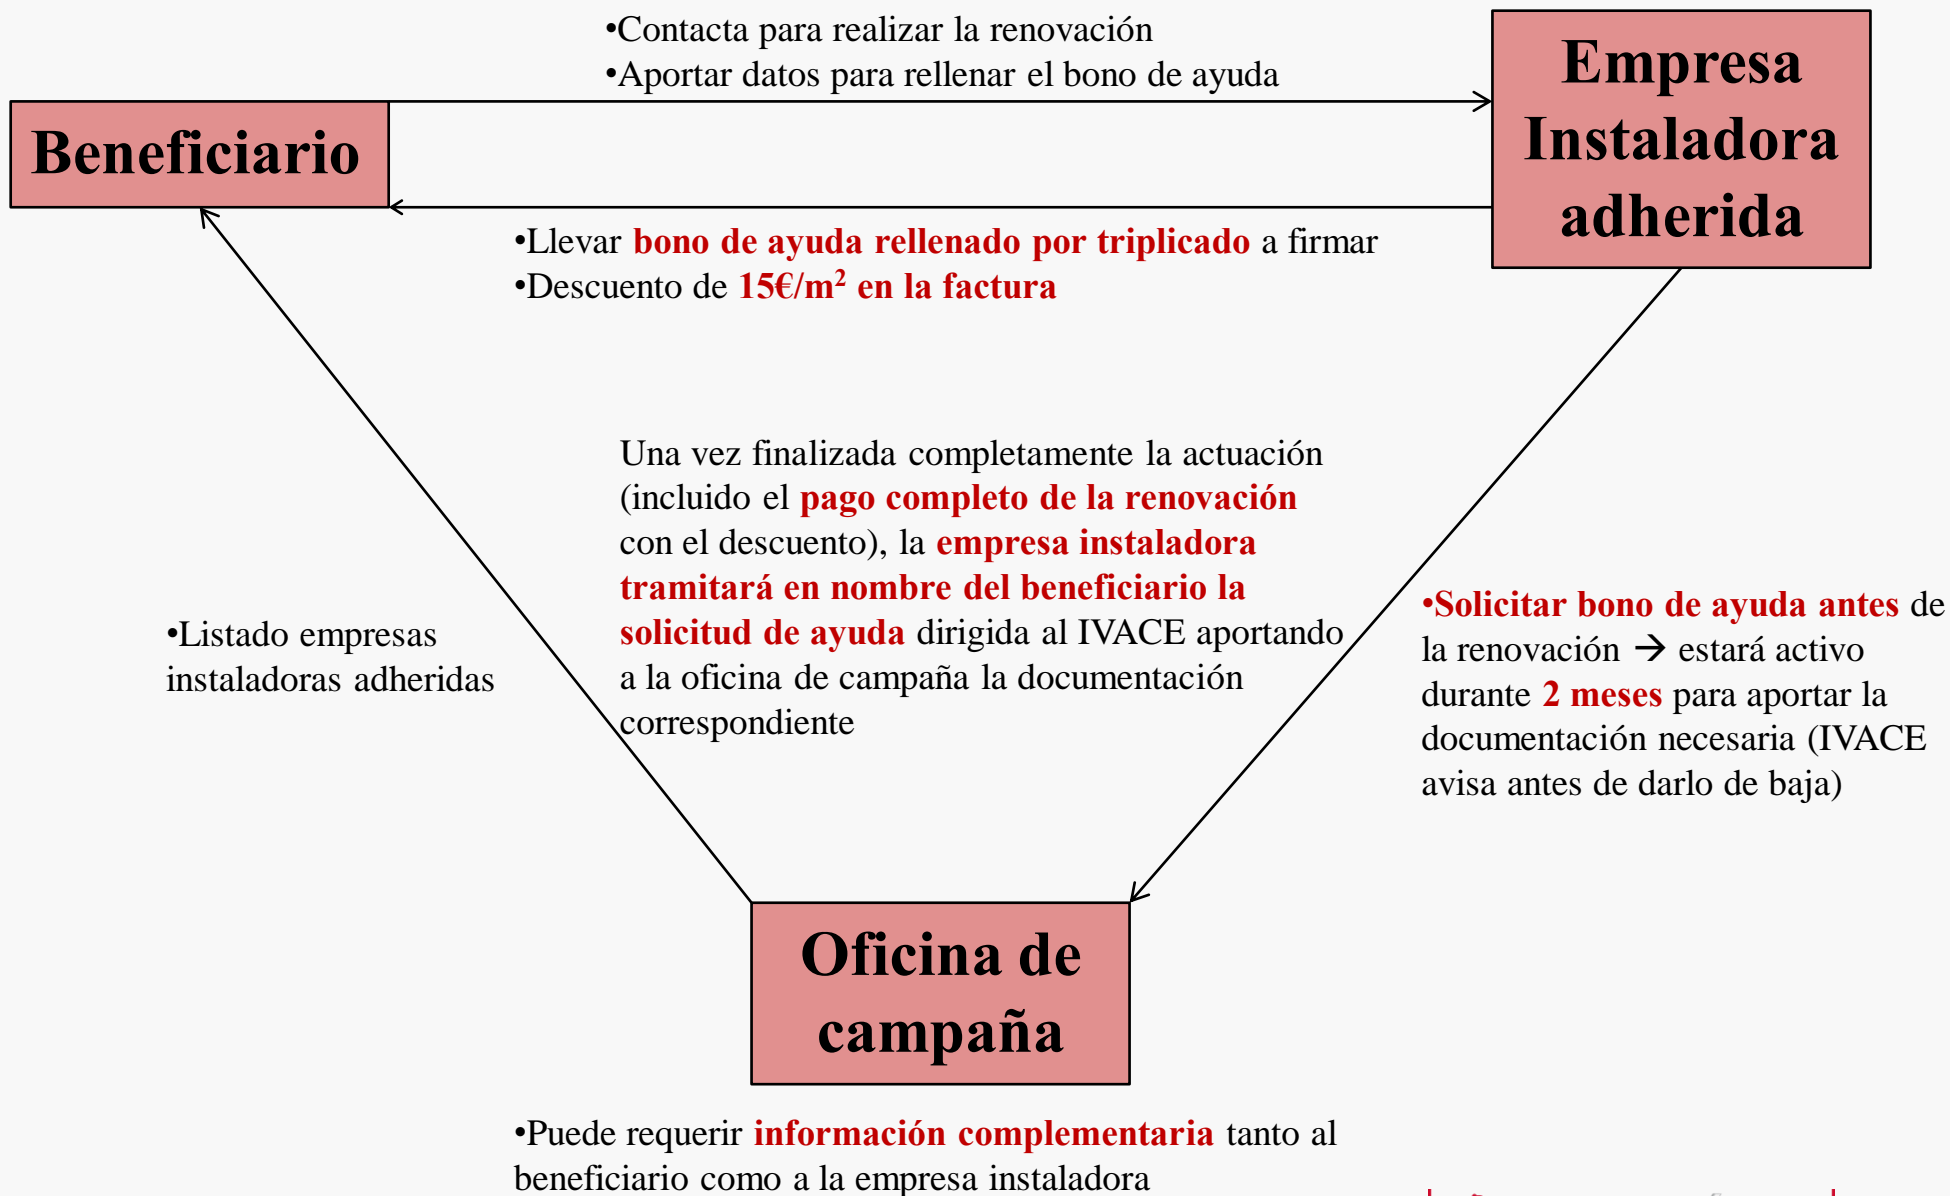 •Contacta para realizar la renovación
•Aportar datos para rellenar el bono de ayuda
Empresa
Instaladora
adherida
Beneficiario
•Llevar bono de ayuda rellenado por triplicado a firmar
•Descuento de 15€/m² en la factura
Una vez finalizada completamente la actuación
(incluido el pago completo de la renovación
con el descuento), la empresa instaladora
tramitará en nombre del beneficiario la
solicitud de ayuda dirigida al IVACE aportando
a la oficina de campaña la documentación
correspondiente
•Listado empresas
instaladoras adheridas
•Solicitar bono de ayuda antes de
la renovación → estará activo
durante 2 meses para aportar la
documentación necesaria (IVACE
avisa antes de darlo de baja)
Oficina de
campaña
•Puede requerir información complementaria tanto al
beneficiario como a la empresa instaladora